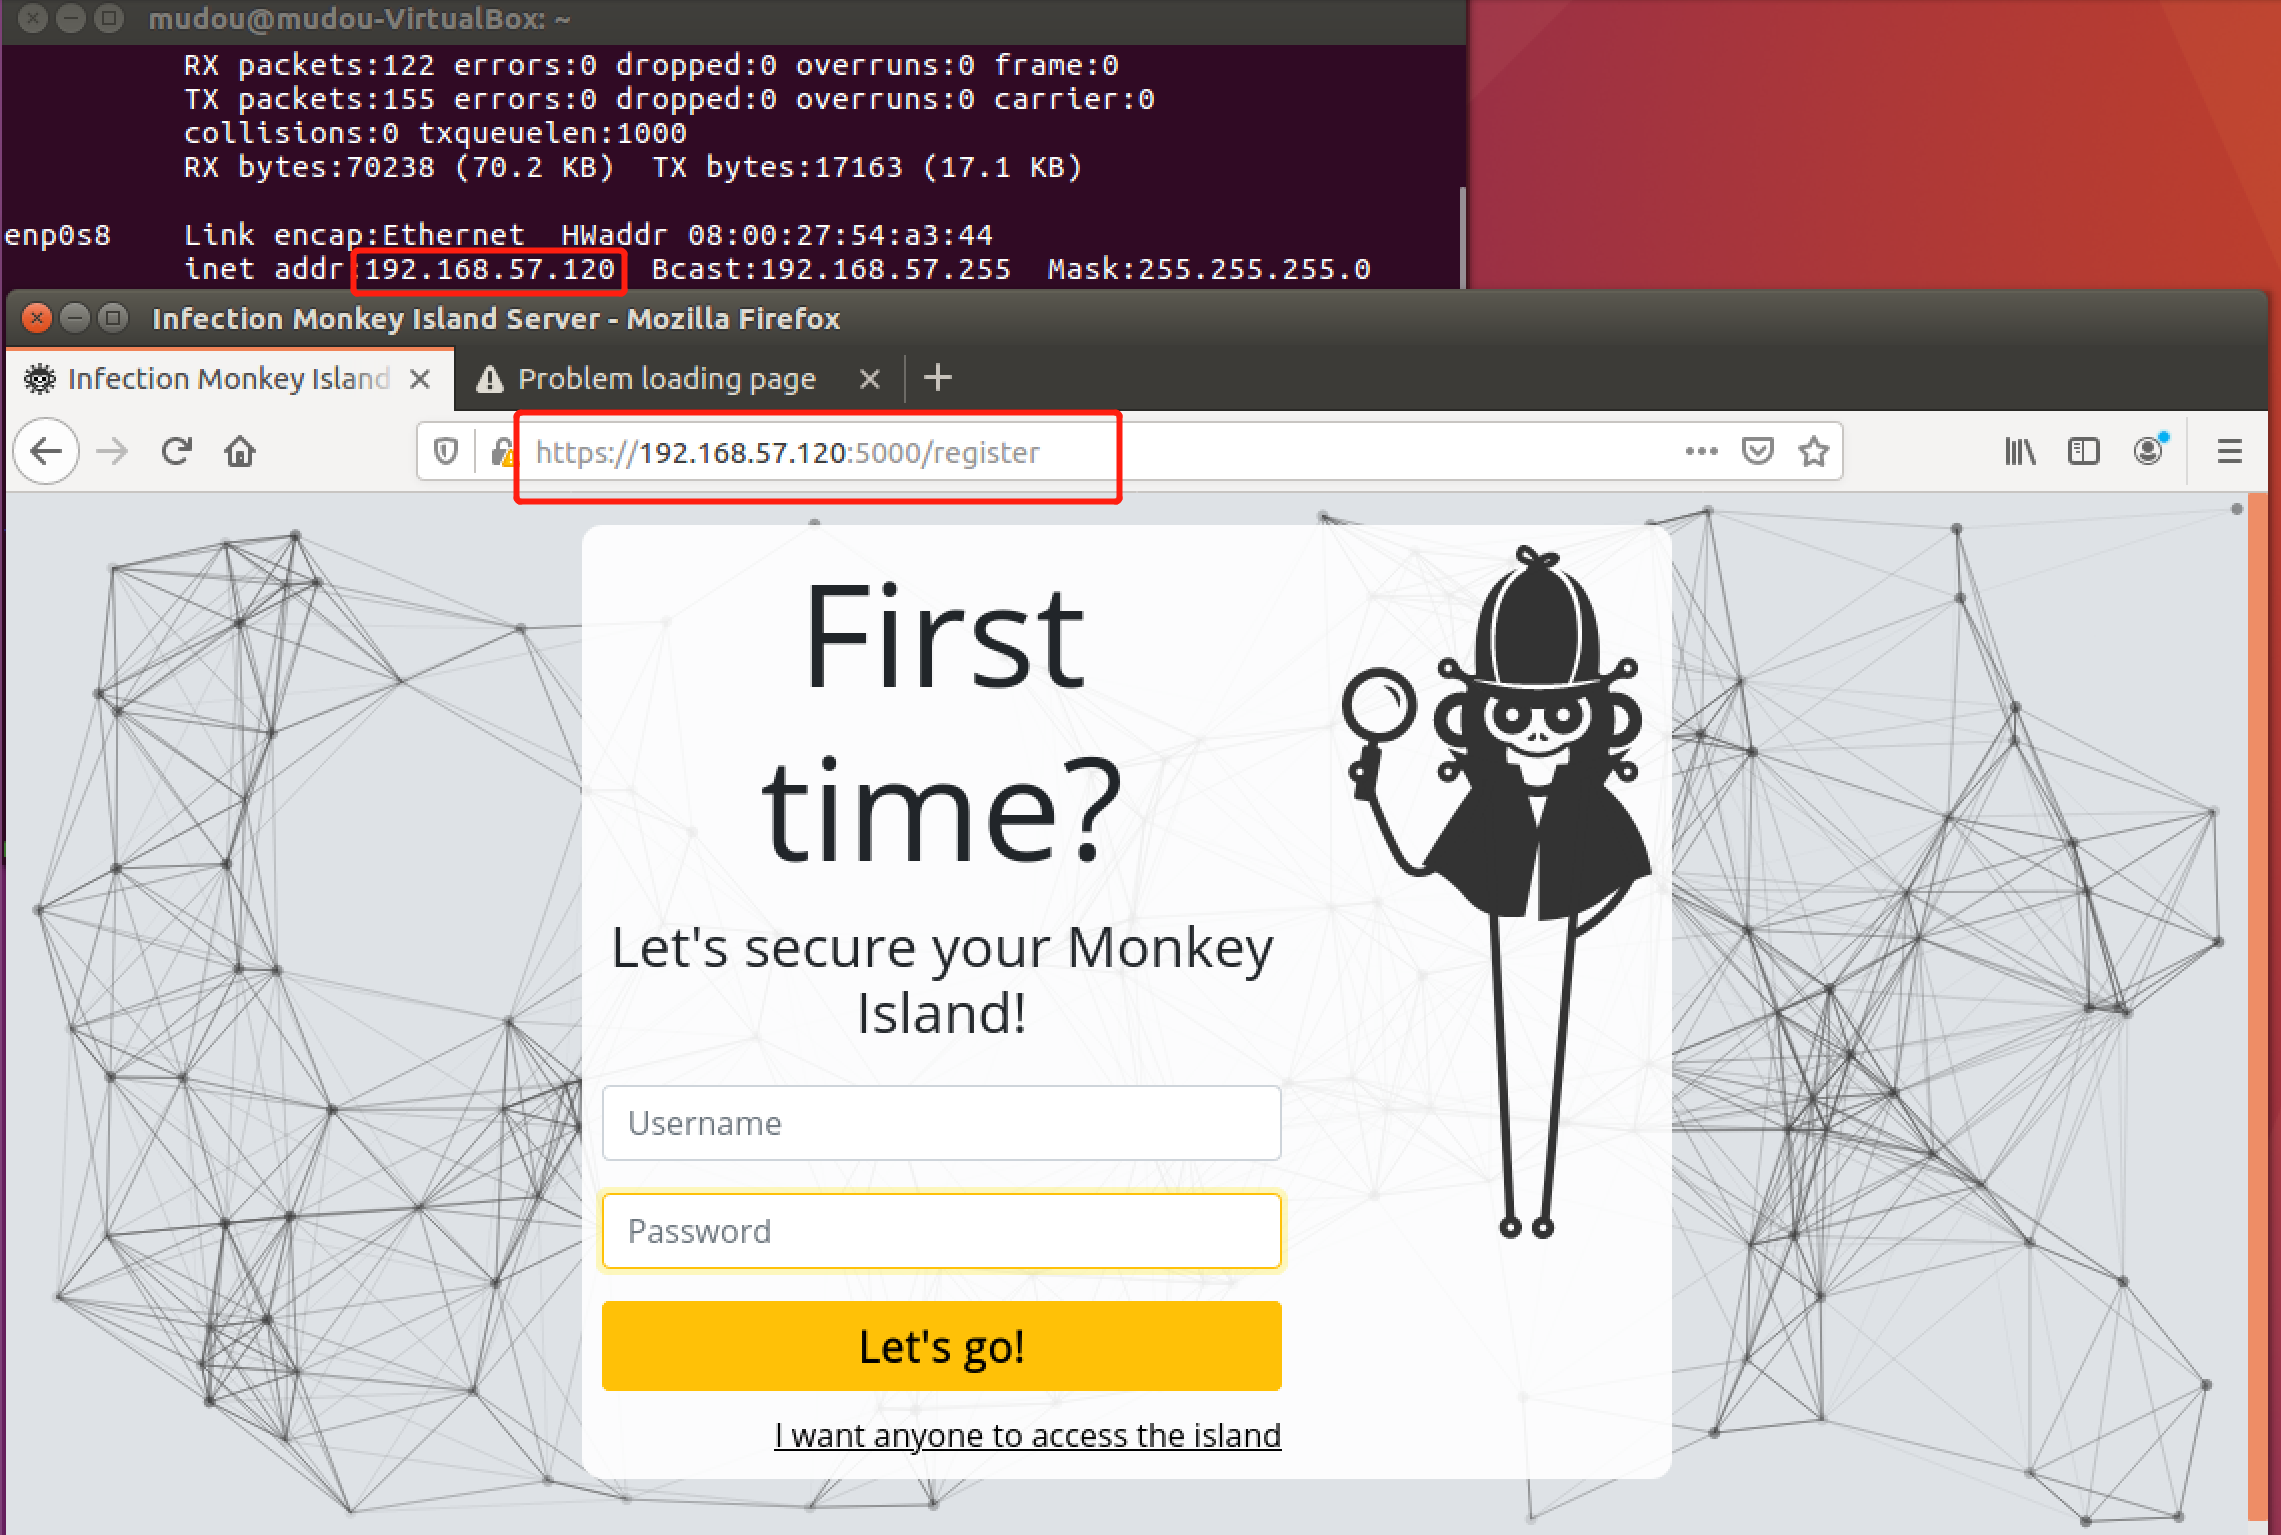 mudou@mudou-VirtualBox: ~
RX packets:122 errors:0 dropped:0 overruns:0 frame:0
TX packets:155 errors:0 dropped:0 overruns:0 carrier:0
collisions:0 txqueuelen:1000
RX bytes:70238 (70.2 KB)  TX bytes:17163 (17.1 KB)
enp0s8    Link encap:Ethernet  HWaddr 08:00:27:54:a3:44
inet addr:192.168.57.120  Bcast:192.168.57.255  Mask:255.255.255.0
Infection Monkey Island Server - Mozilla Firefox
Infection Monkey Island
Problem loading page
https://192.168.57.120:5000/register
First
time?
Let's secure your Monkey
Island!
Username
Password
Let's go!
I want anyone to access the island